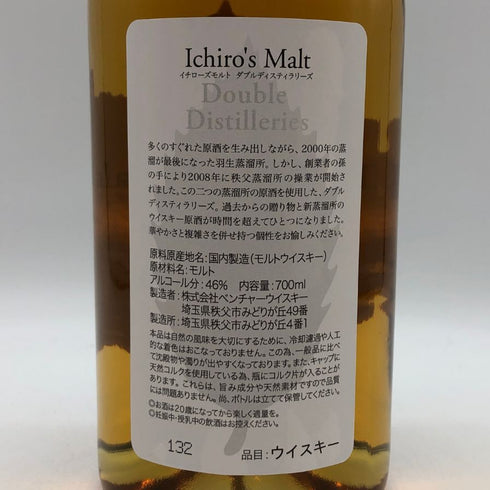 Ichiro's Malt
イチローズモルト ダブルディスティラリーズ
Double
Distilleries
多くのすぐれた原酒を生み出しながら、2000年の蒸
溜が最後になった羽生蒸溜所。しかし、創業者の孫
の手により2008年に秩父蒸溜所の操業が開始さ
れました。この二つの蒸溜所の原酒を使用した、ダブル
ディスティラリーズ。過去からの贈り物と新蒸溜所の
ウイスキー原酒が時間を超えてひとつになりました。
華やかさと複雑さを併せ持つ個性をお愉しみください。
原料原産地名：国内製造（モルトウイスキー）
原材料名：モルト
アルコール分：46% 内容量：700ml
製造者：株式会社ベンチャーウイスキー
埼玉県秩父市みどりが丘49番
製造所：埼玉県秩父市みどりが丘4番1
本品は自然の風味を大切にするために、冷却濾過や人工
的な着色はおこなっておりません。この為、一般品に比べ
て沈殿物や濁りが出やすくなっております。また、キャップに
天然コルクを使用している為、瓶にコルク片が入ることが
あります。これらは、旨み成分や天然素材ですので品質
には問題ありません。尚、ボトルは立てて保管してください。
◎お酒は20歳になってから楽しく適量を。
◎妊娠中・授乳中の飲酒はお控えください。
132 品目：ウイスキー